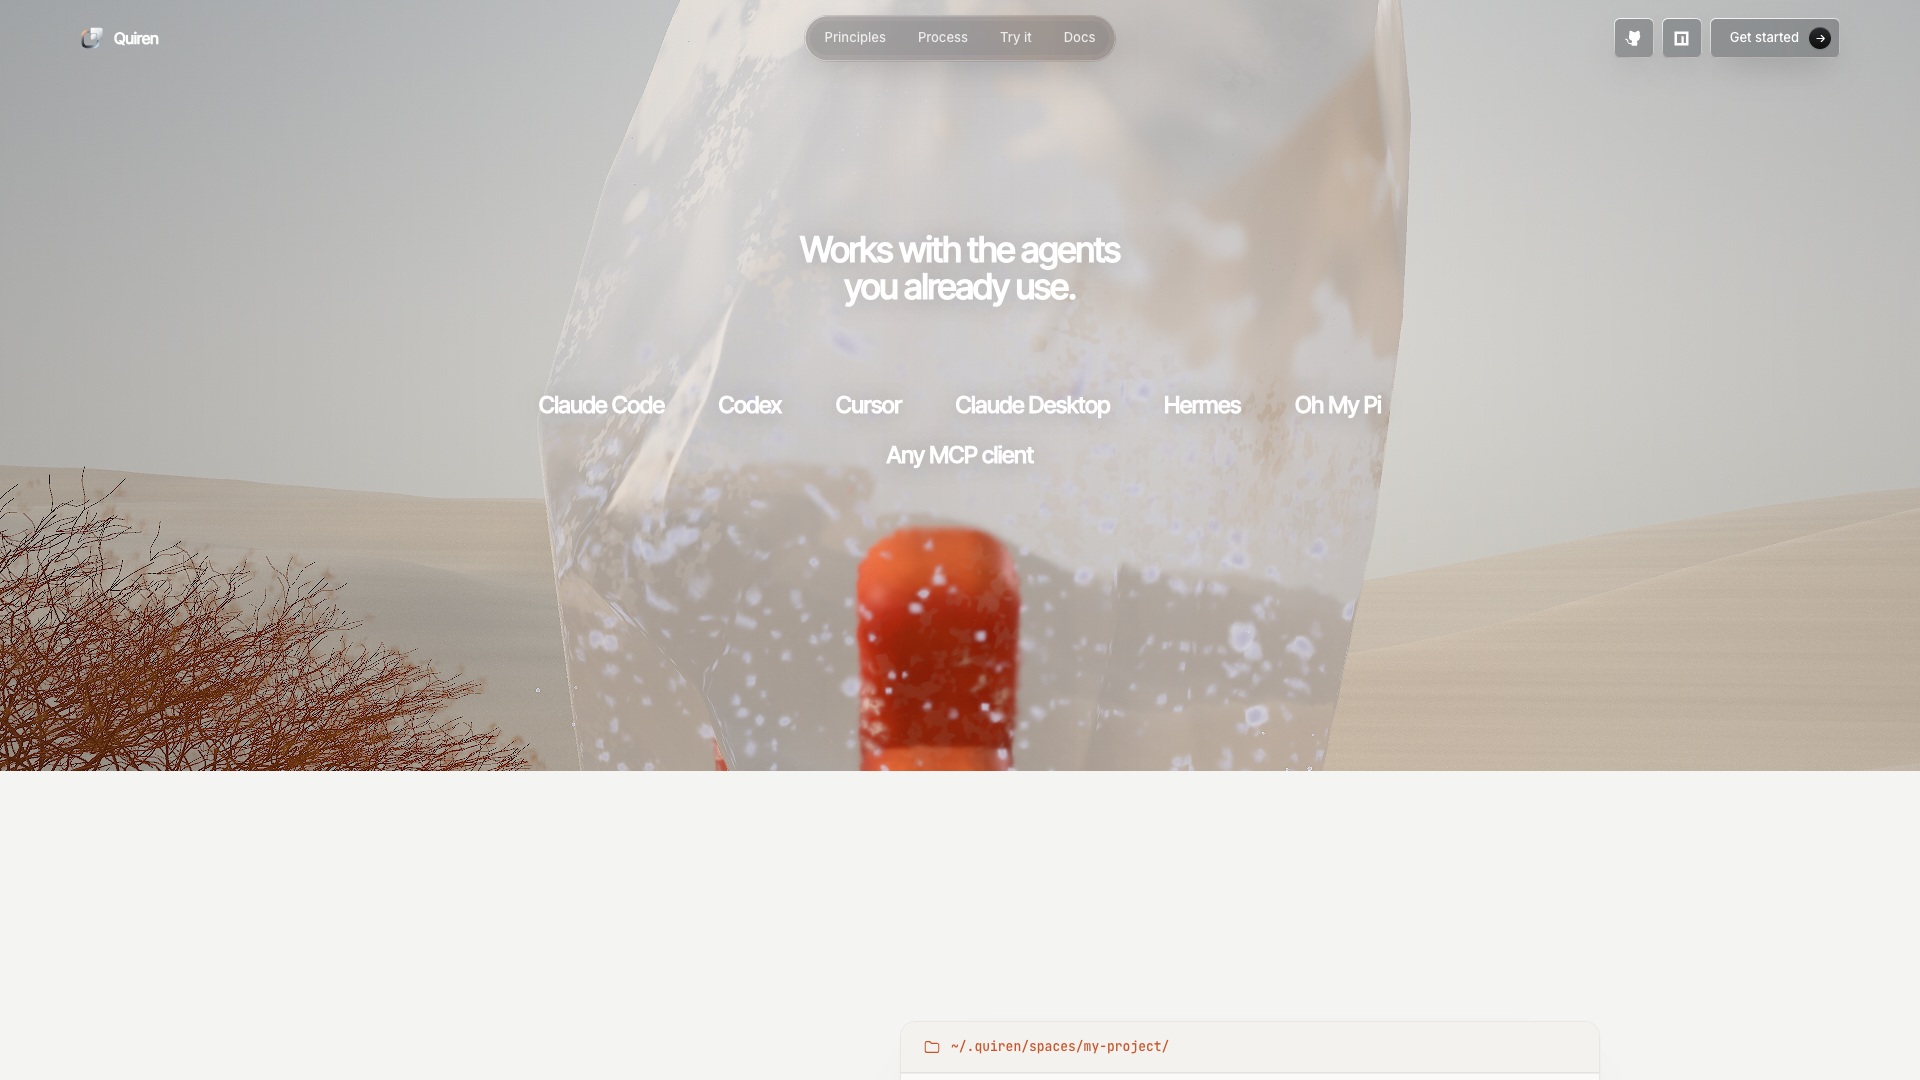 Quiren
Principles Process Try it Docs
Get started
Works with the agents
you already use.
Claude Code Codex Cursor Claude Desktop Hermes Oh My Pi
Any MCP client
~/.quiren/spaces/my-project/